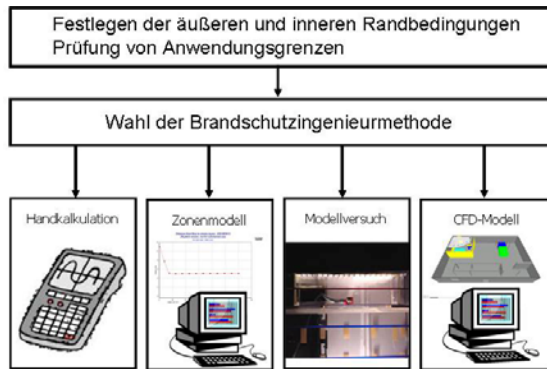 Festlegen der äußeren und inneren Randbedingungen
Prüfung von Anwendungsgrenzen
Wahl der Brandschutzingenieurmethode
Handkalkulation
Zonenmodell
Modellversuch
CFD-Modell